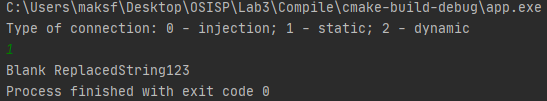 C:\Users\maksf\Desktop\OSISP\Lab3\Compile\cmake-build-debug\app.exe
Type of connection: 0 - injection; 1 - static; 2 - dynamic
1
Blank ReplacedString123
Process finished with exit code 0